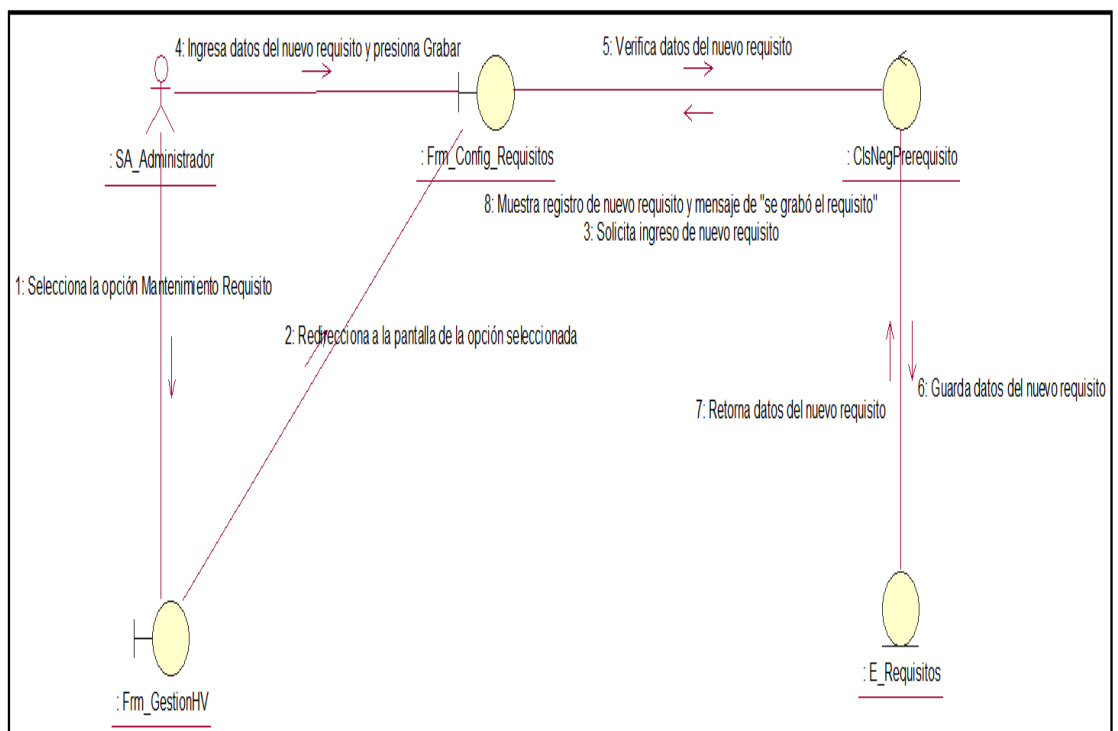 4: Ingresa datos del nuevo requisito y presiona Grabar
5: Verifica datos del nuevo requisito
: SA_Administrador
: Frm_Config_Requisitos
: ClsNegPrerequisito
8: Muestra registro de nuevo requisito y mensaje de "se grabó el requisito"
3: Solicita ingreso de nuevo requisito
1: Selecciona la opción Mantenimiento Requisito
2: Redirecciona a la pantalla de la opción seleccionada
6: Guarda datos del nuevo requisito
7: Retorna datos del nuevo requisito
: E_Requisitos
: Frm_GestionHV